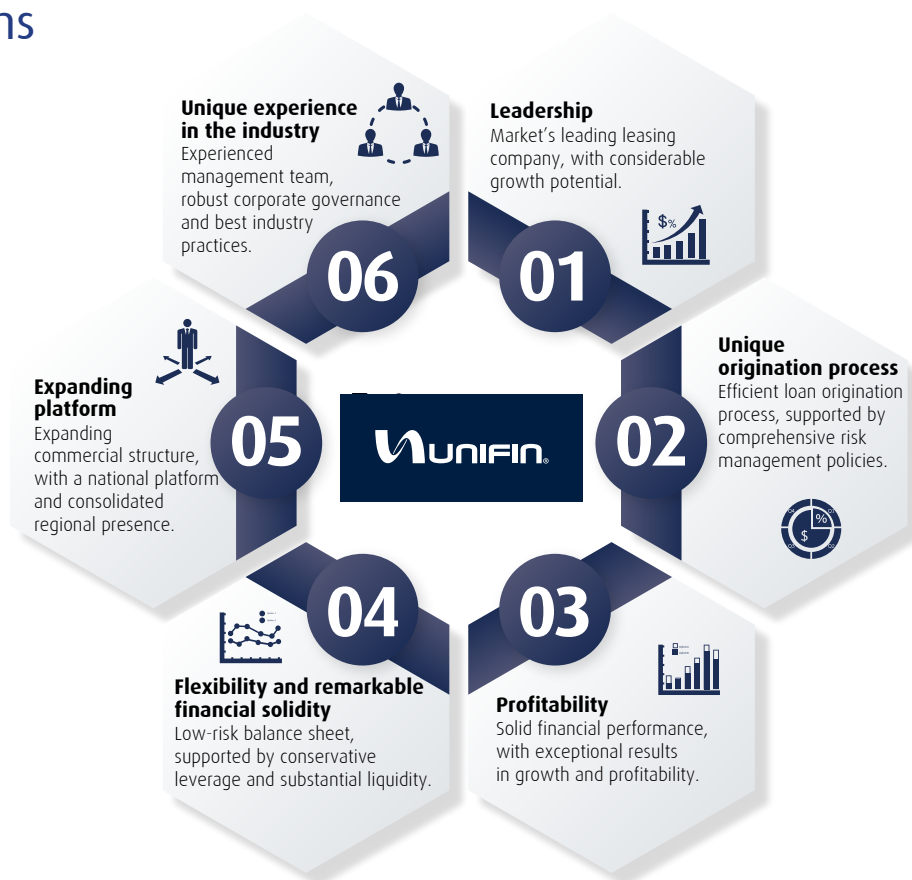 ns
Unique experience
in the industry
Experienced
management team,
robust corporate governance
and best industry
practices.
06
Leadership
Market's leading leasing
company, with considerable
growth potential.
$%
01
Unique
origination process
Efficient loan origination
process, supported by
comprehensive risk
management policies.
02
04 01
%
$
03 02
Expanding
platform
Expanding
commercial structure,
with a national platform
and consolidated
regional presence.
05
UNIFIN®
04
Flexibility and remarkable
financial solidity
Low-risk balance sheet,
supported by conservative
leverage and substantial liquidity.
03
Profitability
Solid financial performance,
with exceptional results
in growth and profitability.